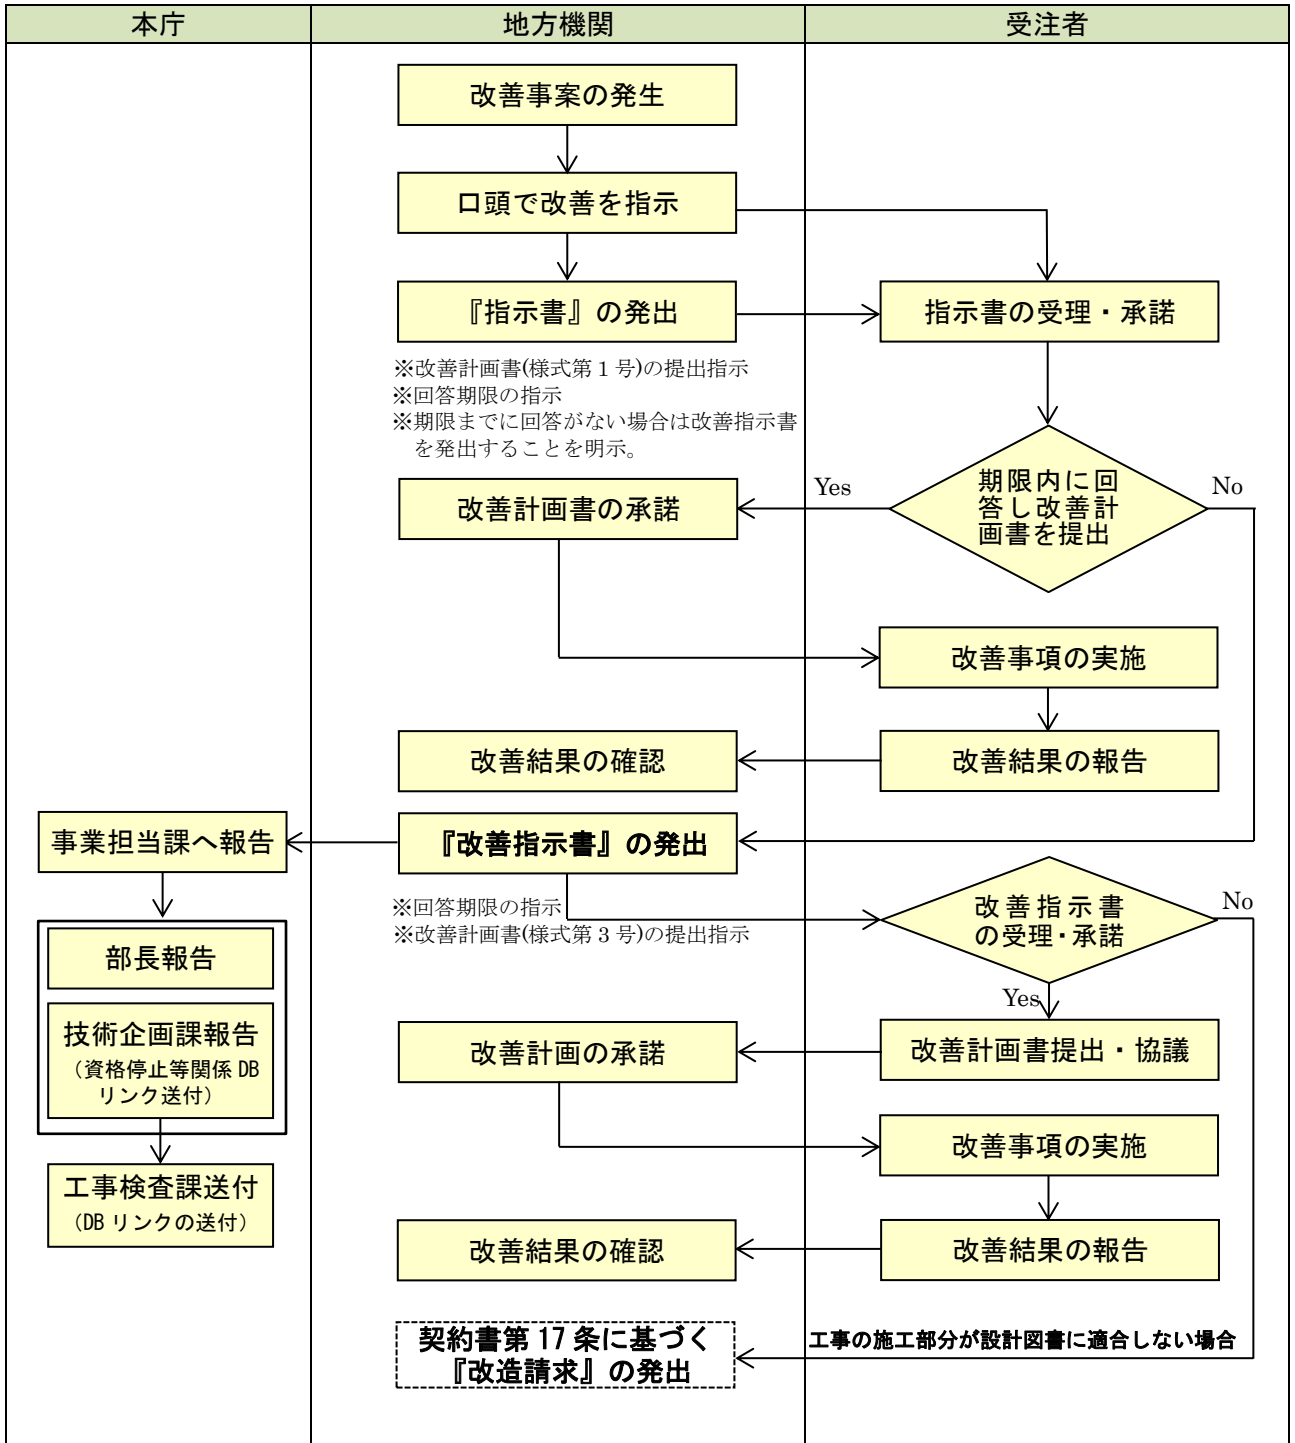 本庁
地方機関
受注者
改善事案の発生
口頭で改善を指示
『指示書』の発出
指示書の受理・承諾
※改善計画書(様式第１号)の提出指示
※回答期限の指示
※期限までに回答がない場合は改善指示書
を発出することを明示。
期限内に回
答し改善計
画書を提出
Yes
No
改善計画書の承諾
改善事項の実施
改善結果の確認
改善結果の報告
事業担当課へ報告
『改善指示書』の発出
※回答期限の指示
※改善計画書(様式第３号)の提出指示
改善指示書
の受理・承諾
No
Yes
部長報告
技術企画課報告
（資格停止等関係 DB
リンク送付）
改善計画の承諾
改善計画書提出・協議
改善事項の実施
工事検査課送付
（DB リンクの送付）
改善結果の確認
改善結果の報告
契約書第 17 条に基づく
『改造請求』の発出
工事の施工部分が設計図書に適合しない場合